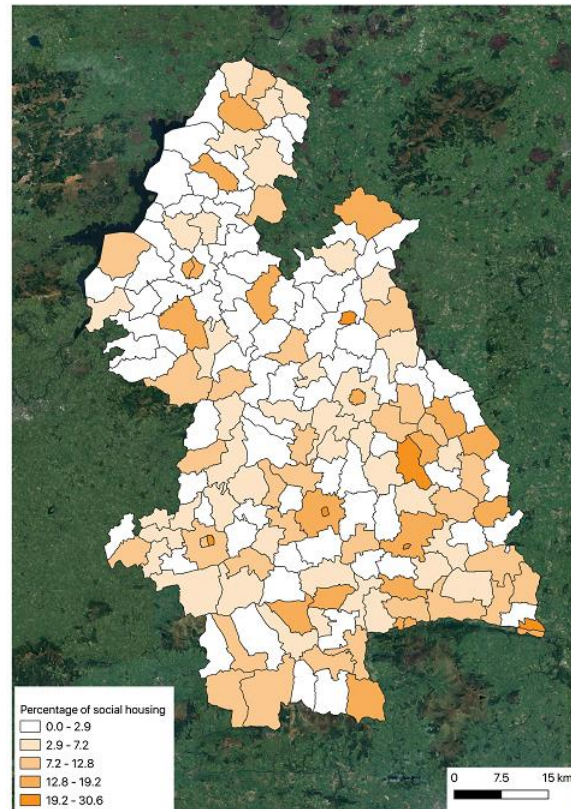 Percentage of social housing
0.0 - 2.9
2.9 - 7.2
7.2 - 12.8
12.8 - 19.2
19.2 - 30.6
0 7.5 15 km